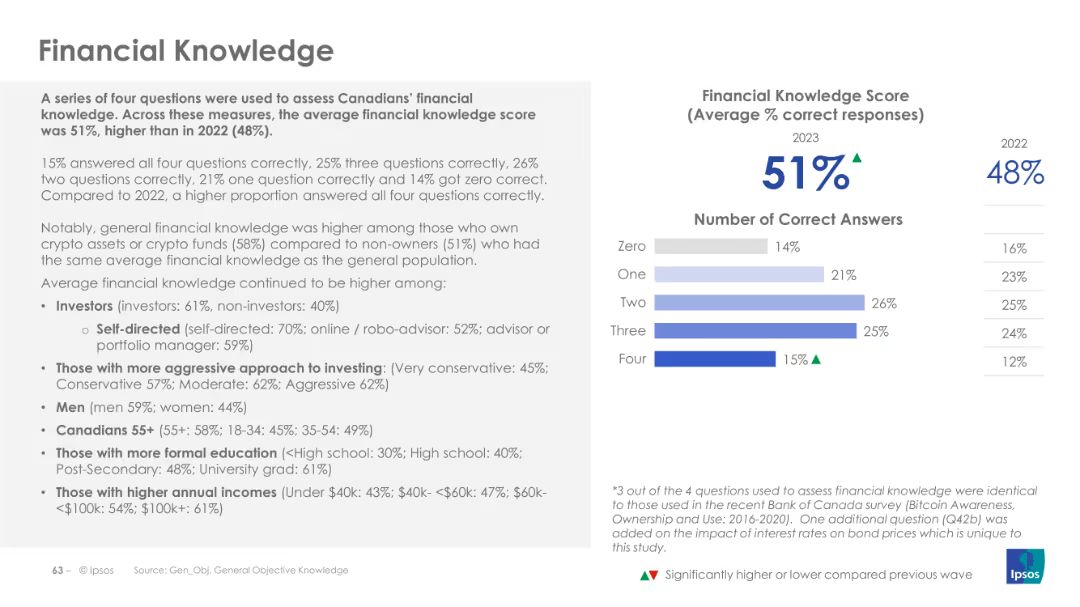 Financial Knowledge
A series of four questions were used to assess Canadians' financial
knowledge. Across these measures, the average financial knowledge score
was 51%, higher than in 2022 (48%).
15% answered all four questions correctly, 25% three questions correctly, 26%
two questions correctly, 21% one question correctly and 14% got zero correct.
Compared to 2022, a higher proportion answered all four questions correctly.
Notably, general financial knowledge was higher among those who own
crypto assets or crypto funds (58%) compared to non-owners (51%) who had
the same average financial knowledge as the general population.
Average financial knowledge continued to be higher among:
• Investors (investors: 61%, non-investors: 40%)
o Self-directed (self-directed: 70%; online / robo-advisor: 52%; advisor or
portfolio manager: 59%)
• Those with more aggressive approach to investing: (Very conservative: 45%;
Conservative 57%; Moderate: 62%; Aggressive 62%)
• Men (men 59%; women: 44%)
• Canadians 55+ (55+: 58%; 18-34: 45%; 35-54: 49%)
• Those with more formal education (<High school: 30%; High school: 40%;
Post-Secondary: 48%; University grad: 61%)
• Those with higher annual incomes (Under $40k: 43%; $40k- <$60k: 47%; $60k-
<$100k: 54%; $100k+: 61%)
Financial Knowledge Score
(Average % correct responses)
2023
51%
2022
48%
Number of Correct Answers
Zero 14% 16%
One 21% 23%
Two 26% 25%
Three 25% 24%
Four 15% 12%
*3 out of the 4 questions used to assess financial knowledge were identical
to those used in the recent Bank of Canada survey (Bitcoin Awareness,
Ownership and Use: 2016-2020). One additional question (Q42b) was
added on the impact of interest rates on bond prices which is unique to
this study.
Significantly higher or lower compared previous wave
Ipsos
63 – © Ipsos Source: Gen_Obj. General Objective Knowledge